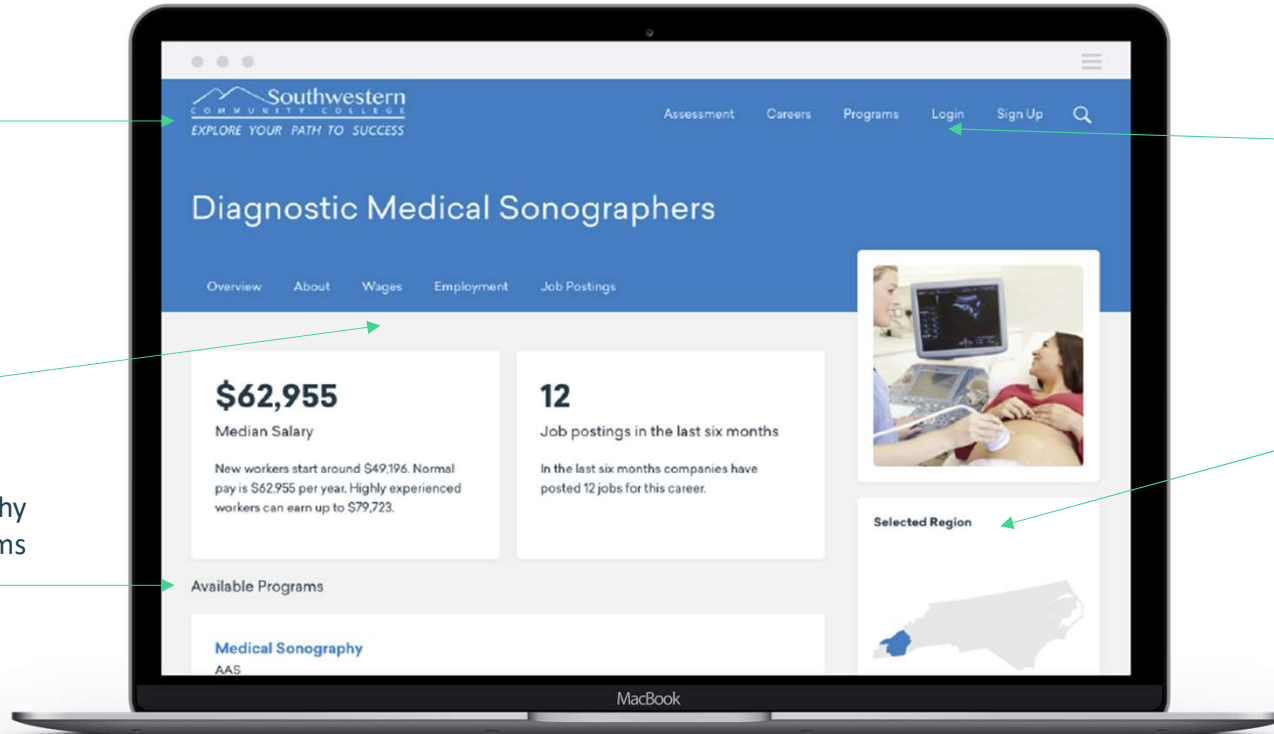 Southwestern
COMMUNITY COLLEGE
EXPLORE YOUR PATH TO SUCCESS
Assessment Careers Programs Login Sign Up
Diagnostic Medical Sonographers
Overview About Wages Employment Job Postings
$62,955
Median Salary
New workers start around $49,196. Normal
pay is $62,955 per year. Highly experienced
workers can earn up to $79,723.
12
Job postings in the last six months
In the last six months companies have
posted 12 jobs for this career.
Selected Region
hy
ms
Available Programs
Medical Sonography
AAS
MacBook